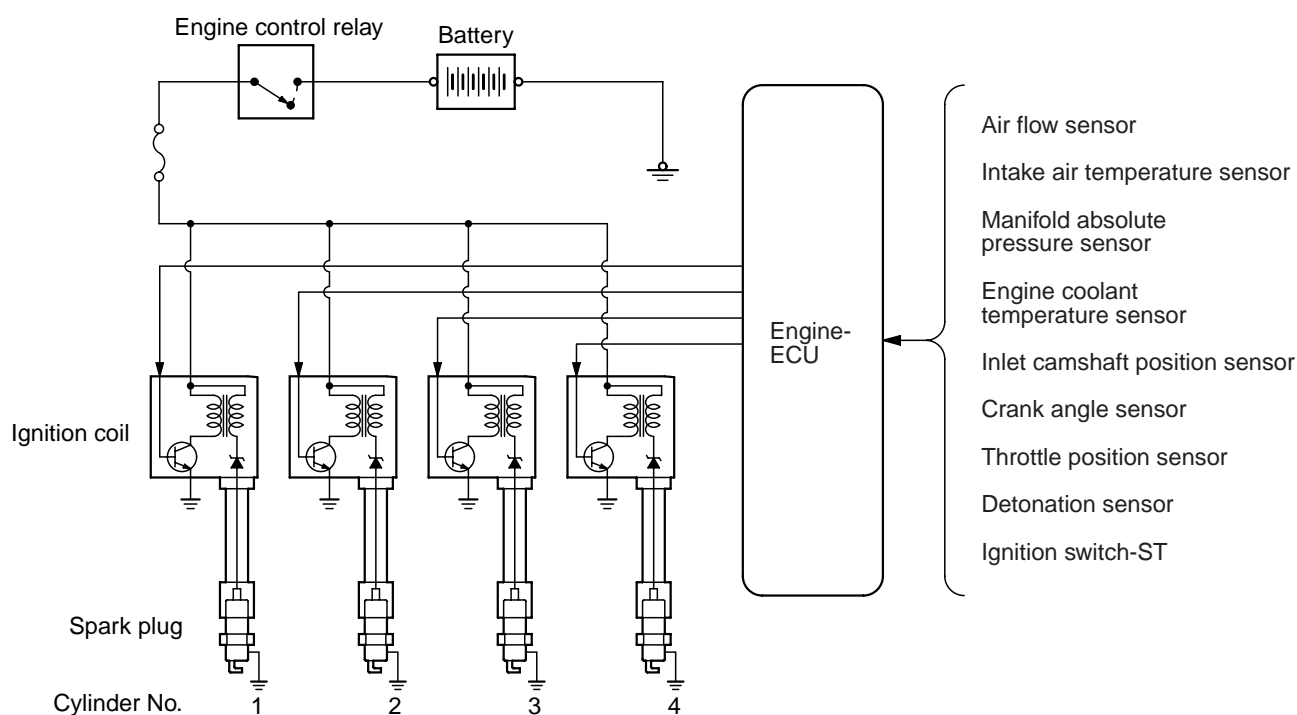 Engine control relay
Battery
Air flow sensor
Intake air temperature sensor
Manifold absolute
pressure sensor
Engine coolant
temperature sensor
Engine-
ECU
Inlet camshaft position sensor
Crank angle sensor
Ignition coil
Throttle position sensor
Detonation sensor
Ignition switch-ST
Spark plug
Cylinder No. 1 2 3 4